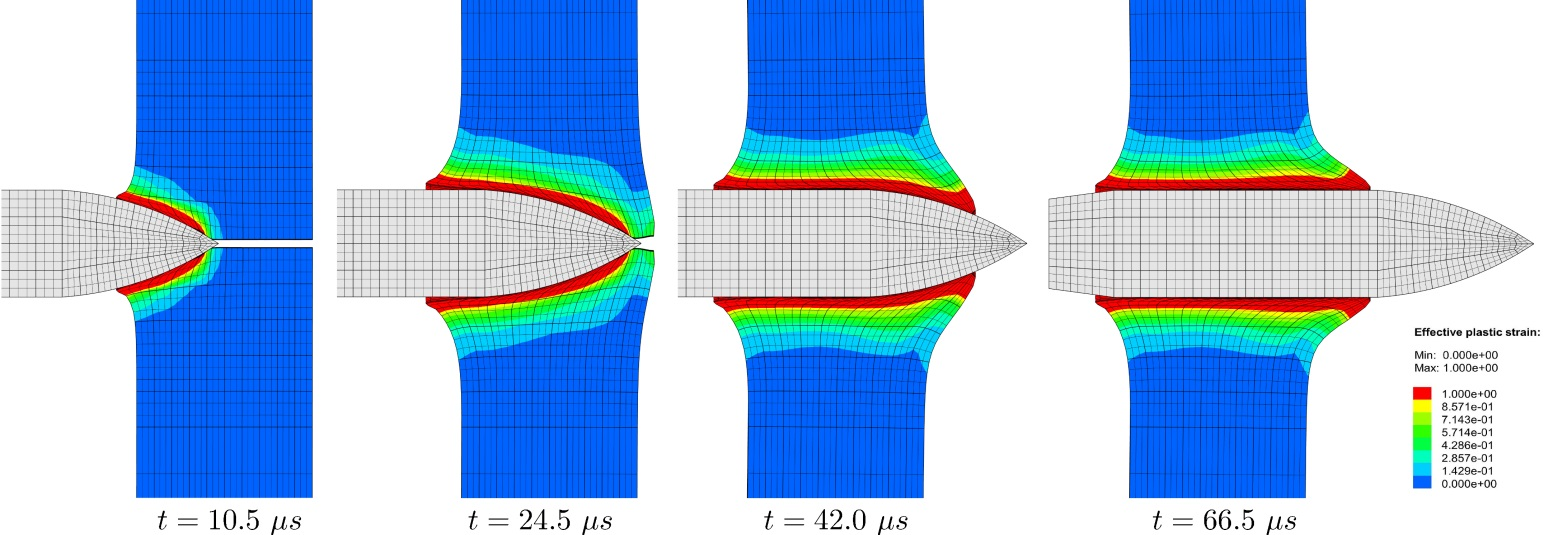 Effective plastic strain:
Min: 0.000e+00
Max: 1.000e+00
1.000e+00
8.571e-01
7.143e-01
5.714e-01
4.286e-01
2.857e-01
1.429e-01
0.000e+00
t = 10.5 μs
t = 24.5 μs
t = 42.0 μs
t = 66.5 μs